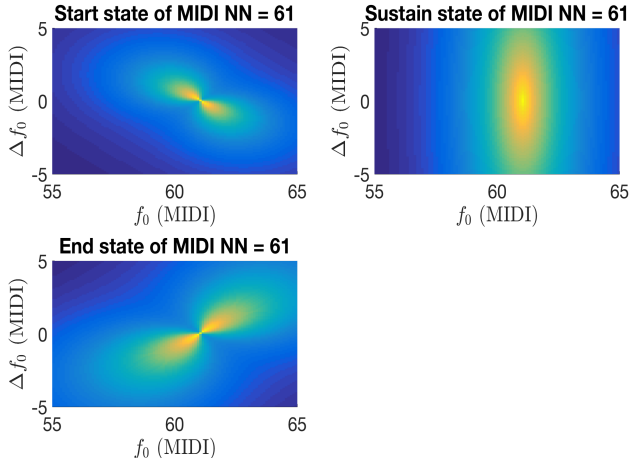 Start state of MIDI NN = 61
5
0
-5
Δf₀ (MIDI)
55
60
65
f₀ (MIDI)
Sustain state of MIDI NN = 61
5
0
-5
Δf₀ (MIDI)
55
60
65
f₀ (MIDI)
End state of MIDI NN = 61
5
0
-5
Δf₀ (MIDI)
55
60
65
f₀ (MIDI)